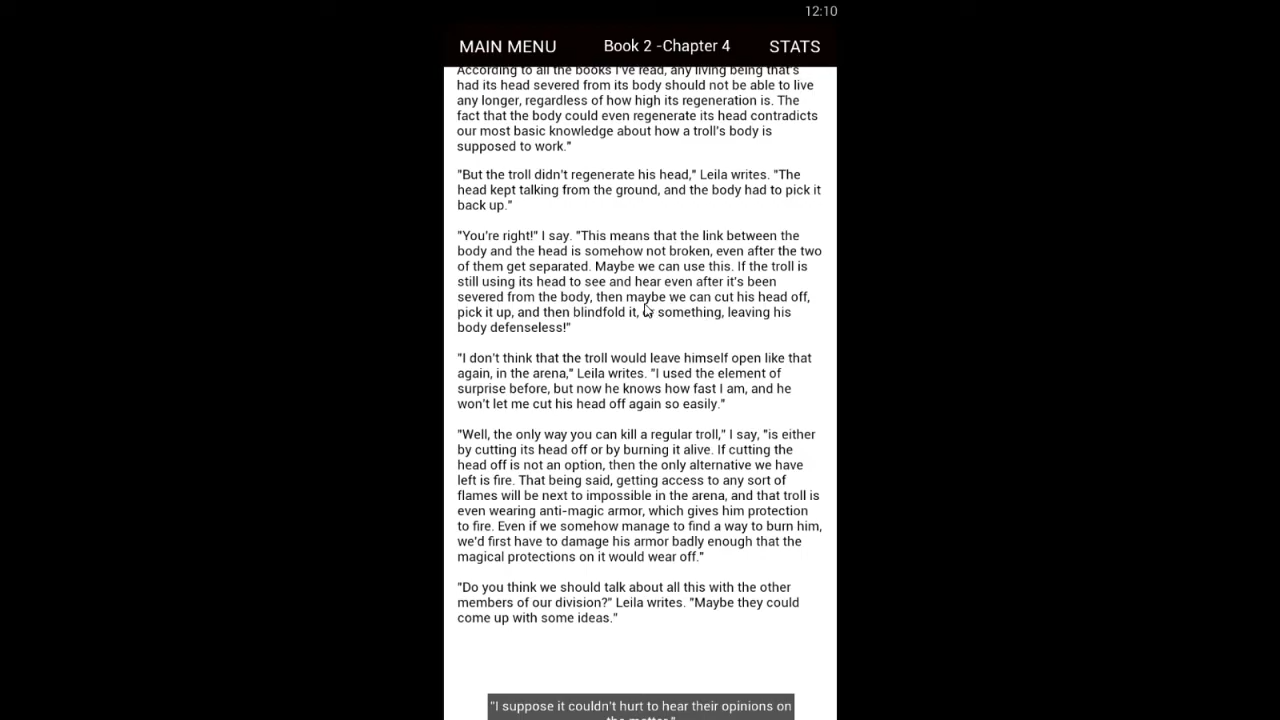 12:10
MAIN MENU
Book 2 -Chapter 4
STATS
According to all the books I've read, any living being that's
had its head severed from its body should not be able to live
any longer, regardless of how high its regeneration is. The
fact that the body could even regenerate its head contradicts
our most basic knowledge about how a troll's body is
supposed to work."
"But the troll didn't regenerate his head," Leila writes. "The
head kept talking from the ground, and the body had to pick it
back up."
"You're right!" I say. "This means that the link between the
body and the head is somehow not broken, even after the two
of them get separated. Maybe we can use this. If the troll is
still using its head to see and hear even after it's been
severed from the body, then maybe we can cut his head off,
pick it up, and then blindfold it, or something, leaving his
body defenseless!"
"I don't think that the troll would leave himself open like that
again, in the arena," Leila writes. "I used the element of
surprise before, but now he knows how fast I am, and he
won't let me cut his head off again so easily."
"Well, the only way you can kill a regular troll," I say, "is either
by cutting its head off or by burning it alive. If cutting the
head off is not an option, then the only alternative we have
left is fire. That being said, getting access to any sort of
flames will be next to impossible in the arena, and that troll is
even wearing anti-magic armor, which gives him protection
to fire. Even if we somehow manage to find a way to burn him,
we'd first have to damage his armor badly enough that the
magical protections on it would wear off."
"Do you think we should talk about all this with the other
members of our division?" Leila writes. "Maybe they could
come up with some ideas."
"I suppose it couldn't hurt to hear their opinions on
the matter."